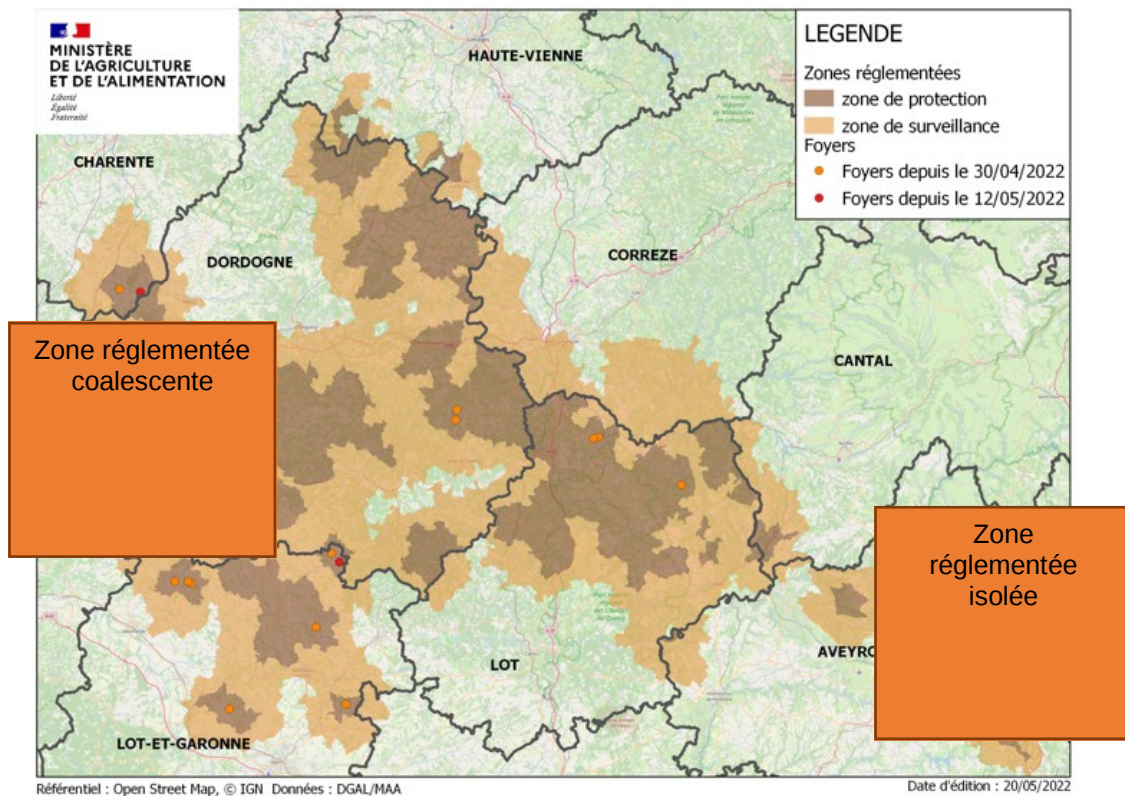 MINISTÈRE
DE L'AGRICULTURE
ET DE L'ALIMENTATION
Liberté
Égalité
Fraternité
LEGENDE
Zones réglementées
zone de protection
zone de surveillance
Foyers
Foyers depuis le 30/04/2022
Foyers depuis le 12/05/2022
HAUTE-VIENNE
CHARENTE
DORDOGNE
CORREZE
Zone réglementée
coalescente
CANTAL
Zone
réglementée
isolée
LOT
AVEYRO
LOT-ET-GARONNE
Référentiel : Open Street Map, © IGN Données : DGAL/MAA
Date d'édition : 20/05/2022